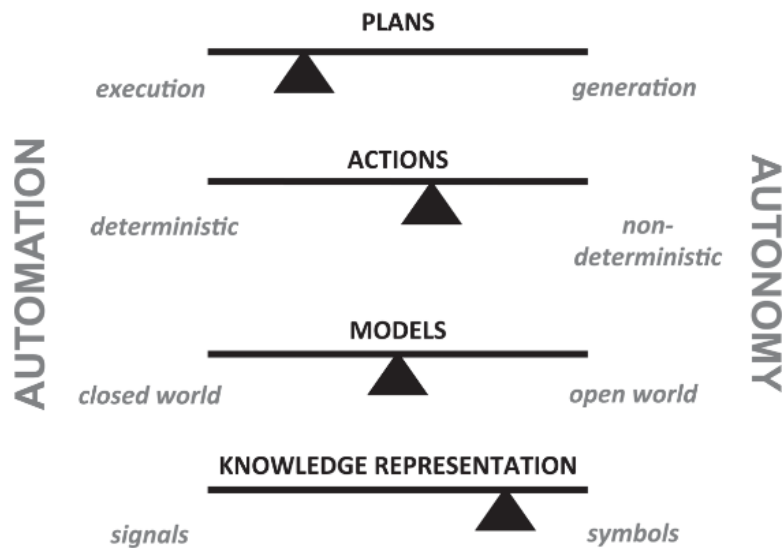 PLANS
execution
generation
AUTOMATION
AUTONOMY
ACTIONS
deterministic
non-
deterministic
MODELS
closed world
open world
KNOWLEDGE REPRESENTATION
signals
symbols